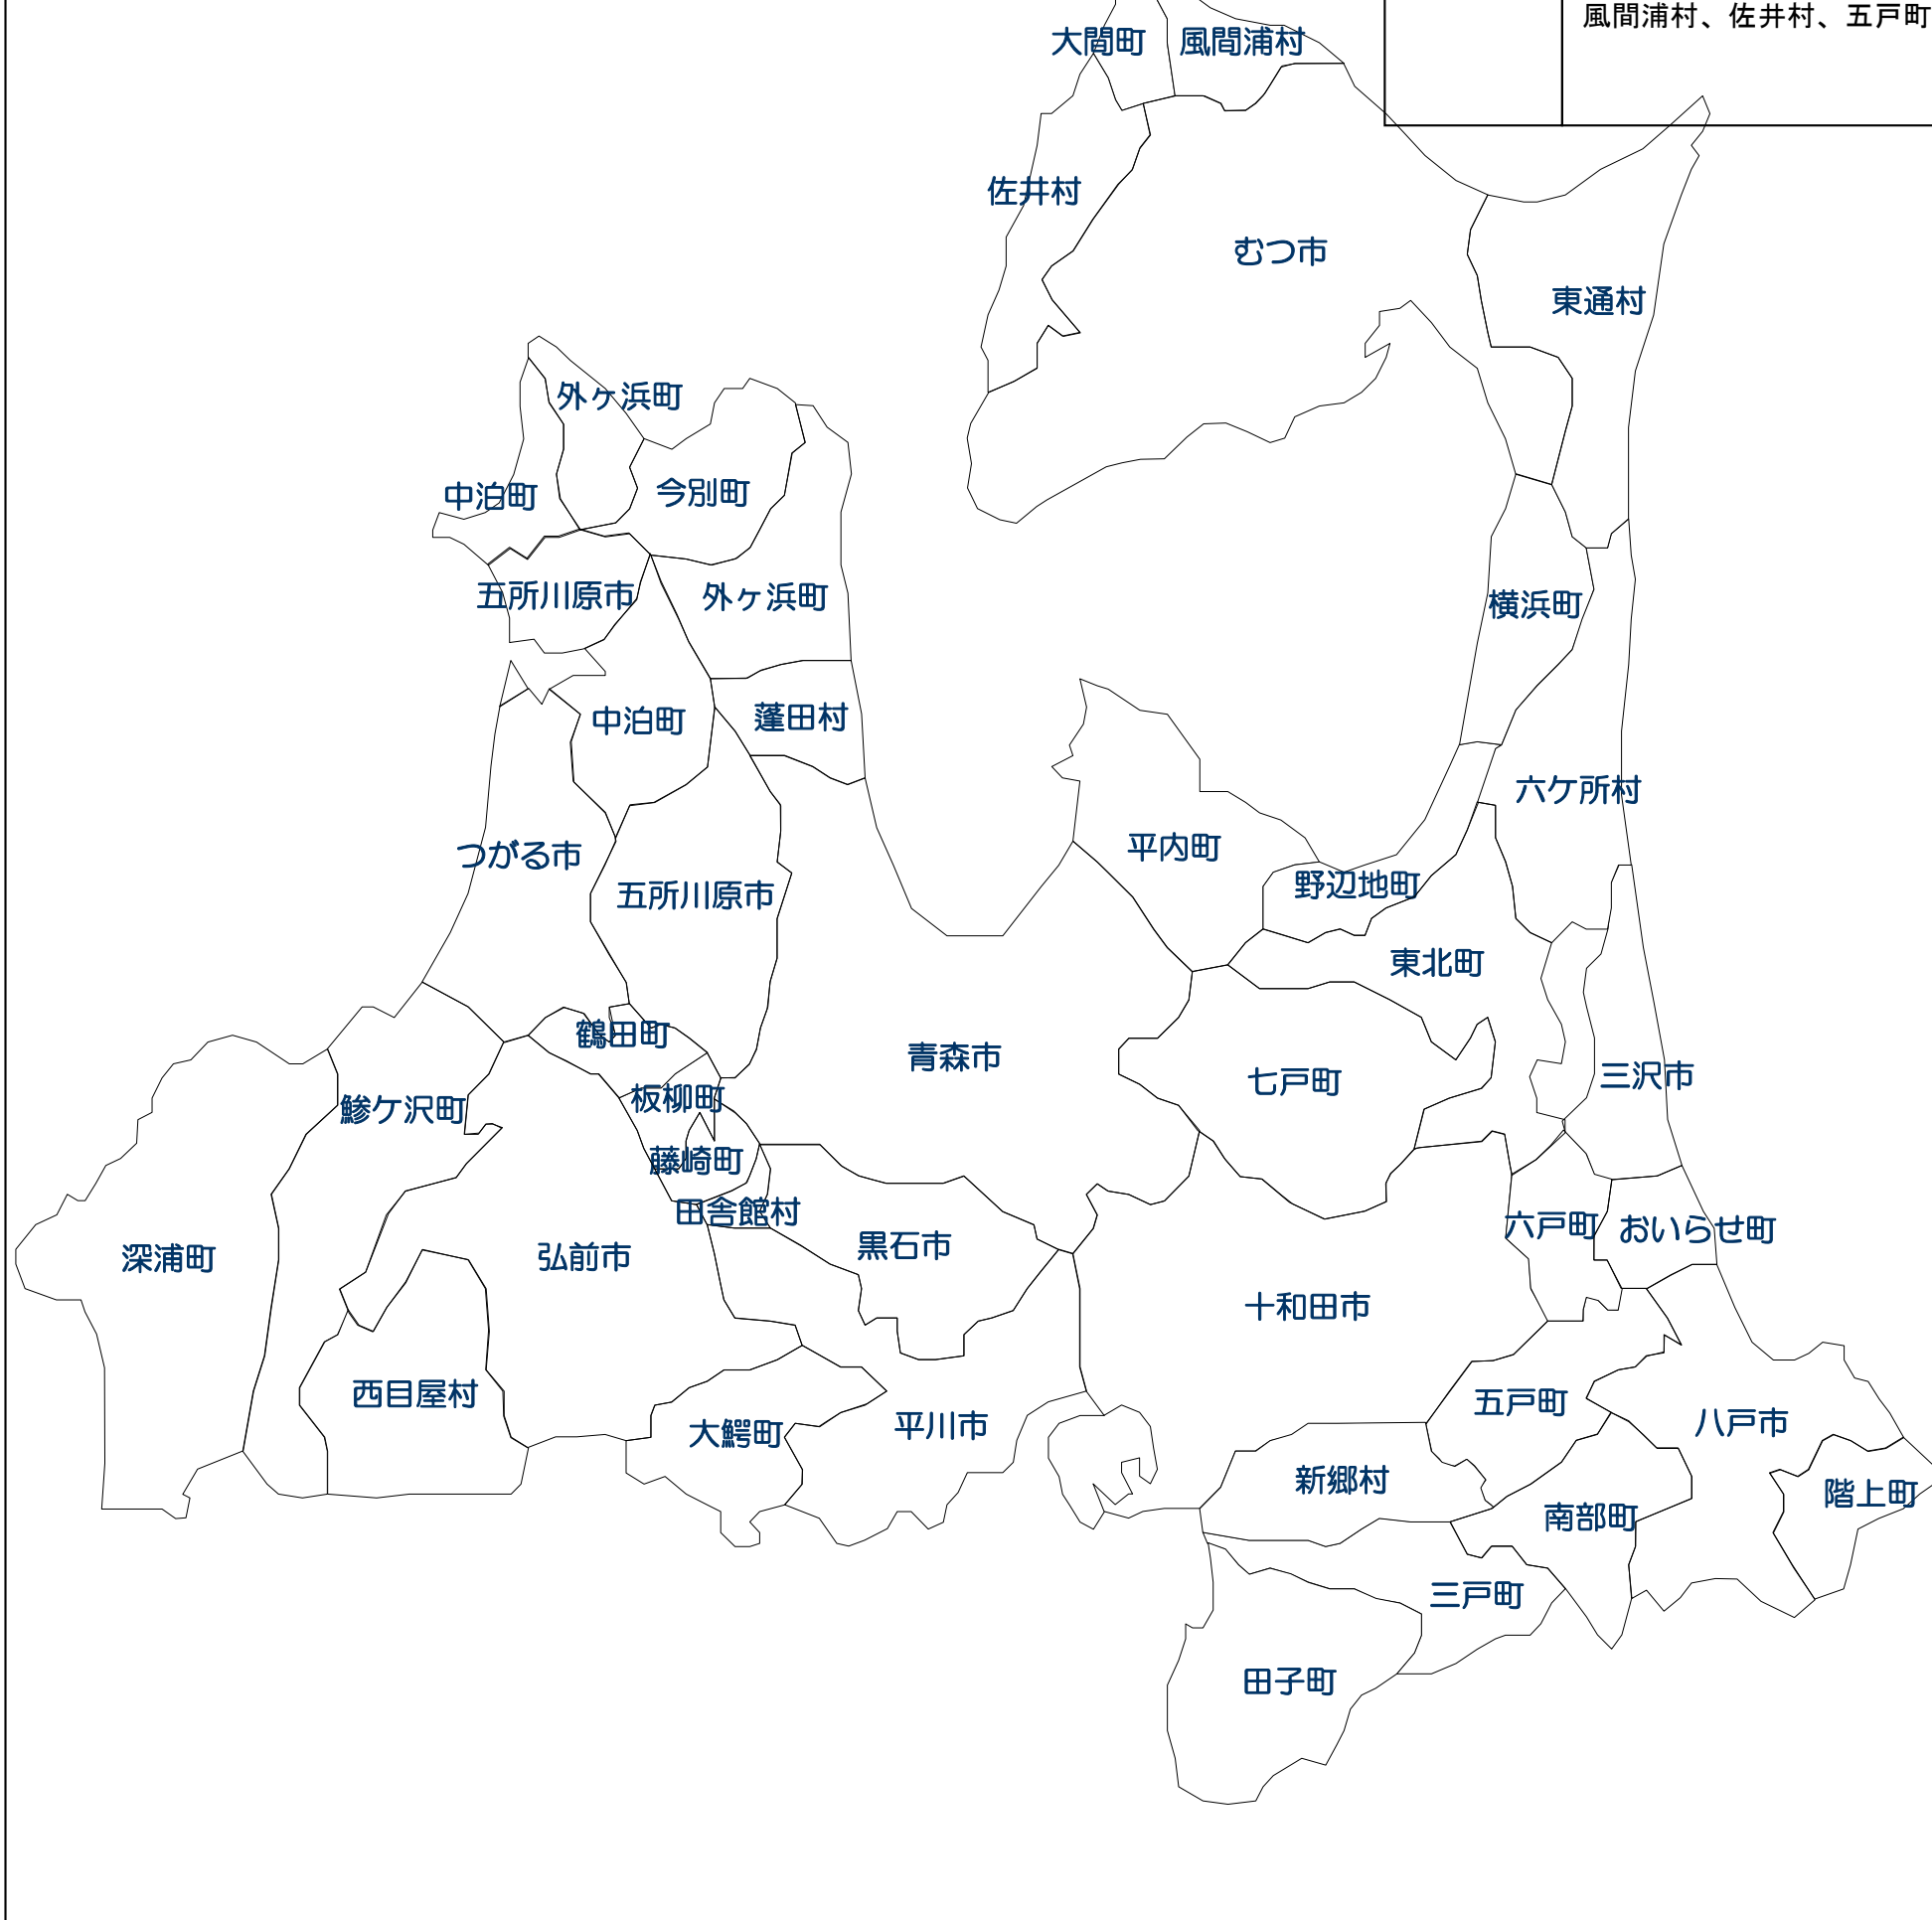 風間浦村、佐井村、五戸町
大間町
風間浦村
佐井村
むつ市
東通村
外ヶ浜町
中泊町
今別町
五所川原市
外ヶ浜町
横浜町
中泊町
蓬田村
六ケ所村
平内町
つがる市
野辺地町
五所川原市
東北町
鶴田町
青森市
三沢市
七戸町
板柳町
鰺ケ沢町
藤崎町
田舎館村
六戸町
おいらせ町
黒石市
弘前市
深浦町
十和田市
西目屋村
五戸町
八戸市
平川市
大鰐町
新郷村
階上町
南部町
三戸町
田子町